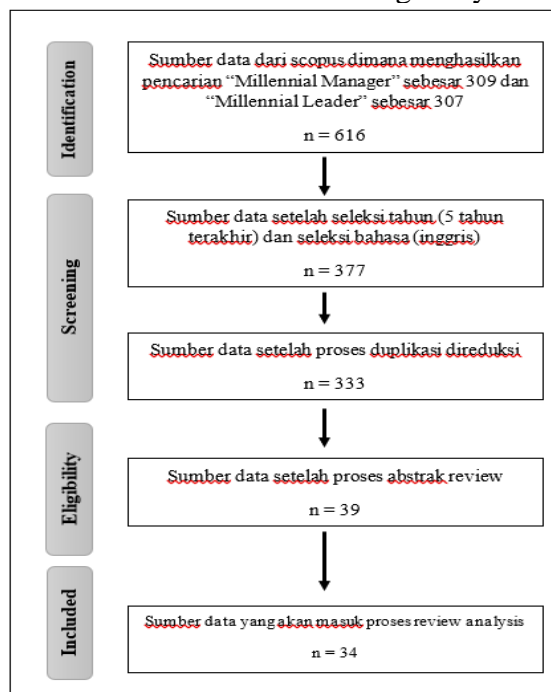 Identification
Sumber data dari scopus dimana menghasilkan
pencarian “Millennial Manager” sebesar 309 dan
“Millennial Leader” sebesar 307
n = 616
Screening
Sumber data setelah seleksi tahun (5 tahun
terakhir) dan seleksi bahasa (inggris)
n = 377
Sumber data setelah proses duplikasi direduksi
n = 333
Eligibility
Sumber data setelah proses abstrak review
n = 39
Included
Sumber data yang akan masuk proses review analysis
n = 34